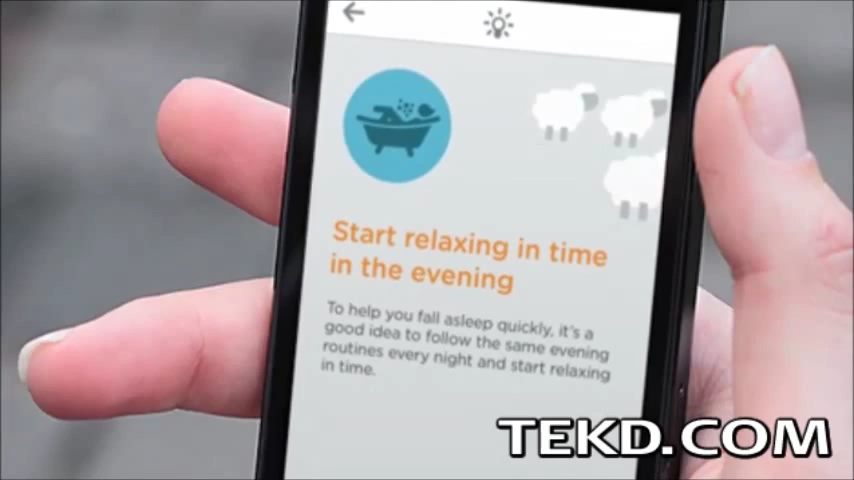 Start relaxing in time
in the evening
To help you fall asleep quickly, it's a
good idea to follow the same evening
routines every night and start relaxing
in time.
TEKD.COM